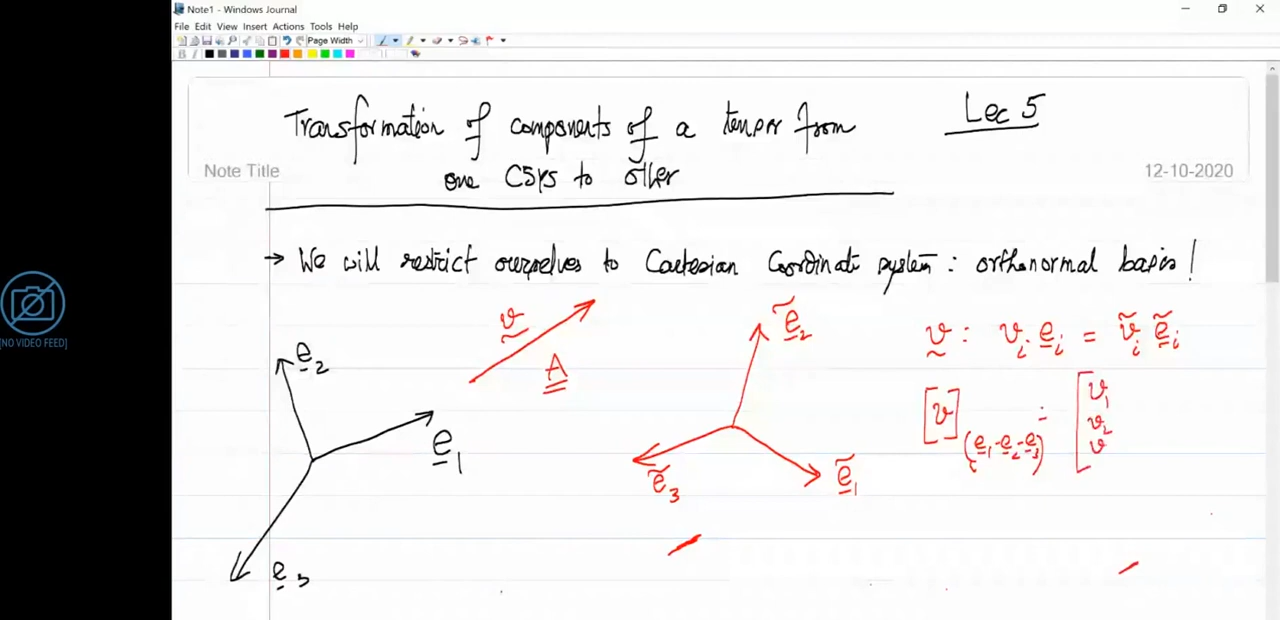 Note1 - Windows Journal
File Edit View Insert Actions Tools Help
Page Width
B I
Transformation of components of a tensor from
one CSys to other
Lec 5
Note Title
12-10-2020
→ We will restrict ourselves to Cartesian Coordinate system : orthonormal basis!
v
A
e₂
e₁
e₃
ẽ₂
ẽ₁
ẽ₃
v : vᵢ eᵢ = ṽᵢ ẽᵢ
[v](e₁-e₂-e₃) = [v₁
v₂
v
[NO VIDEO FEED]